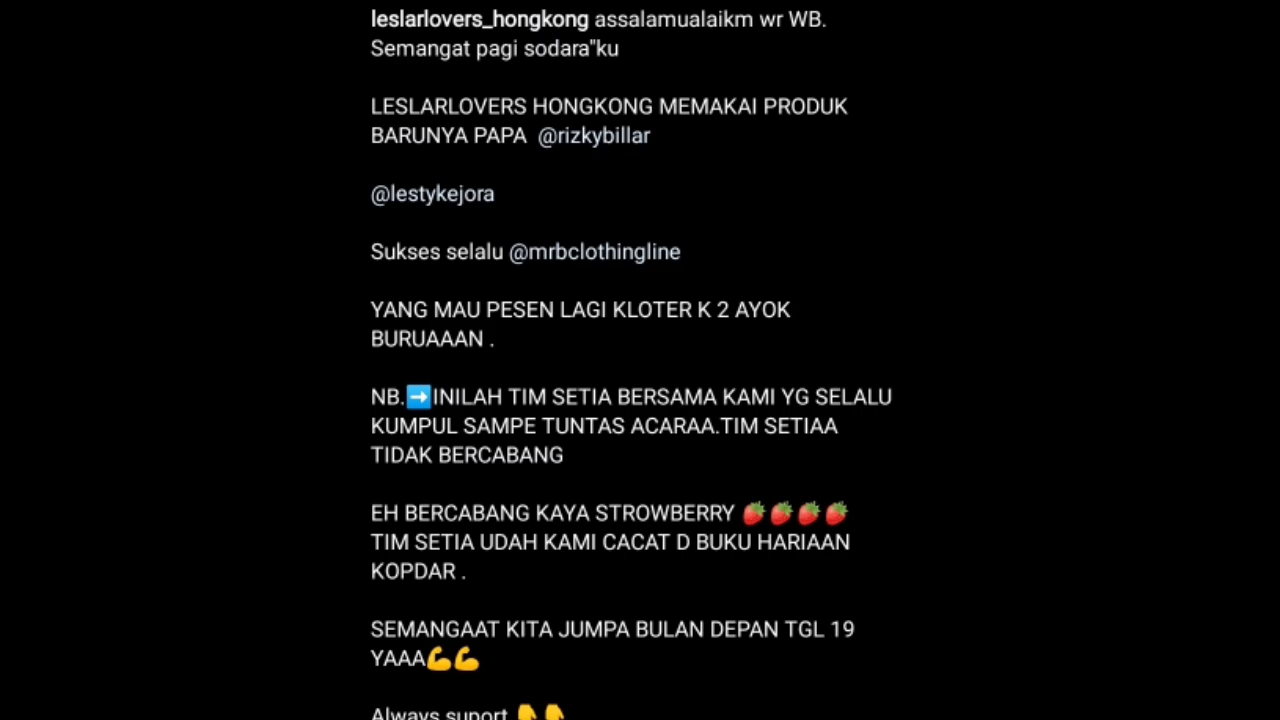 leslarlovers_hongkong assalamualaikm wr WB.
Semangat pagi sodara"ku
LESLARLOVERS HONGKONG MEMAKAI PRODUK
BARUNYA PAPA @rizkybillar
@lestykejora
Sukses selalu @mrbclothingline
YANG MAU PESEN LAGI KLOTER K 2 AYOK
BURUAAAN .
NB.➡️INILAH TIM SETIA BERSAMA KAMI YG SELALU
KUMPUL SAMPE TUNTAS ACARAA.TIM SETIAA
TIDAK BERCABANG
EH BERCABANG KAYA STROWBERRY 🍓🍓🍓🍓
TIM SETIA UDAH KAMI CACAT D BUKU HARIAAN
KOPDAR .
SEMANGAAT KITA JUMPA BULAN DEPAN TGL 19
YAAA💪💪
Always suport 👇👇